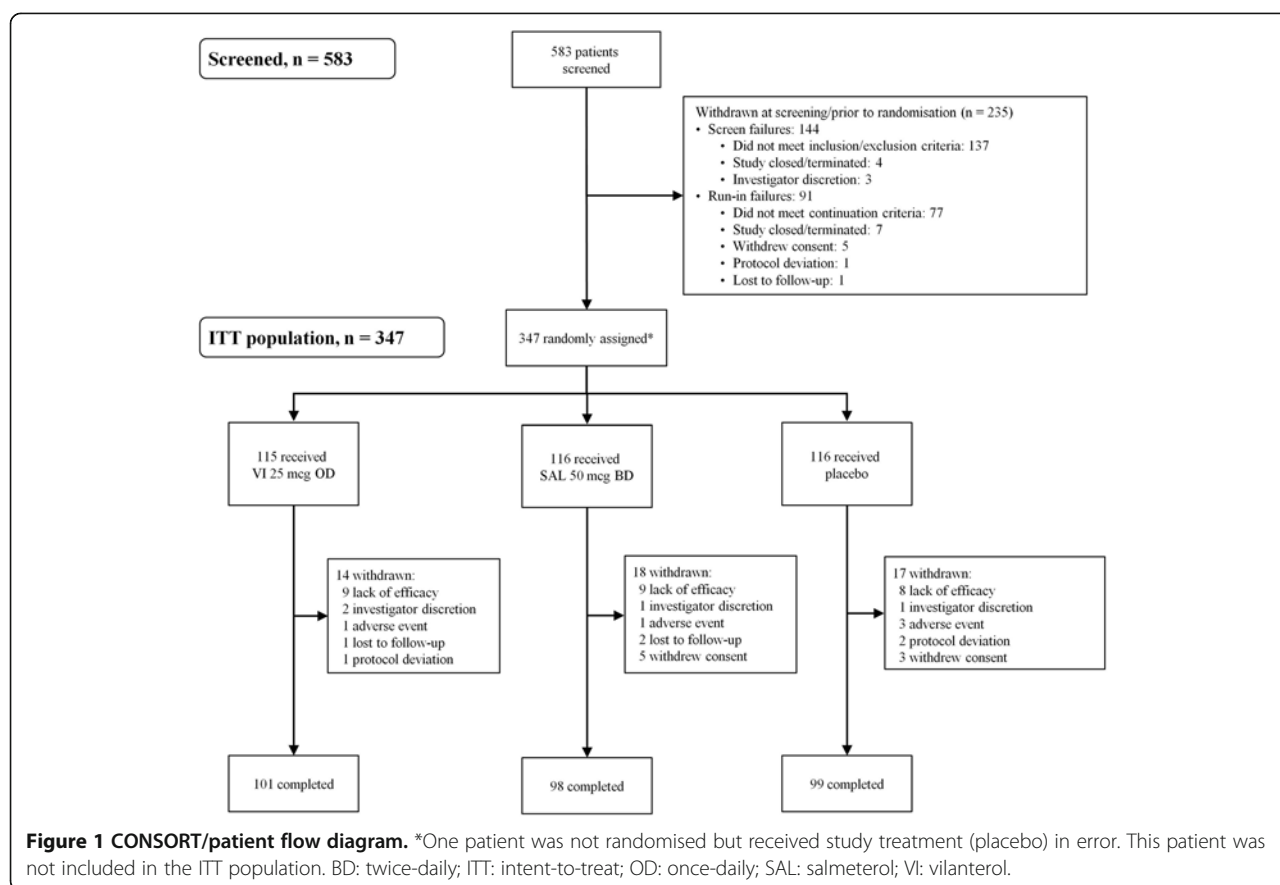 Screened, n = 583
583 patients
screened
Withdrawn at screening/prior to randomisation (n = 235)
• Screen failures: 144
• Did not meet inclusion/exclusion criteria: 137
• Study closed/terminated: 4
• Investigator discretion: 3
• Run-in failures: 91
• Did not meet continuation criteria: 77
• Study closed/terminated: 7
• Withdrew consent: 5
• Protocol deviation: 1
• Lost to follow-up: 1
ITT population, n = 347
347 randomly assigned*
115 received
VI 25 mcg OD
116 received
SAL 50 mcg BD
116 received
placebo
14 withdrawn:
9 lack of efficacy
2 investigator discretion
1 adverse event
1 lost to follow-up
1 protocol deviation
18 withdrawn:
9 lack of efficacy
1 investigator discretion
1 adverse event
2 lost to follow-up
5 withdrew consent
17 withdrawn:
8 lack of efficacy
1 investigator discretion
3 adverse event
2 protocol deviation
3 withdrew consent
101 completed
98 completed
99 completed
Figure 1 CONSORT/patient flow diagram. *One patient was not randomised but received study treatment (placebo) in error. This patient was
not included in the ITT population. BD: twice-daily; ITT: intent-to-treat; OD: once-daily; SAL: salmeterol; VI: vilanterol.